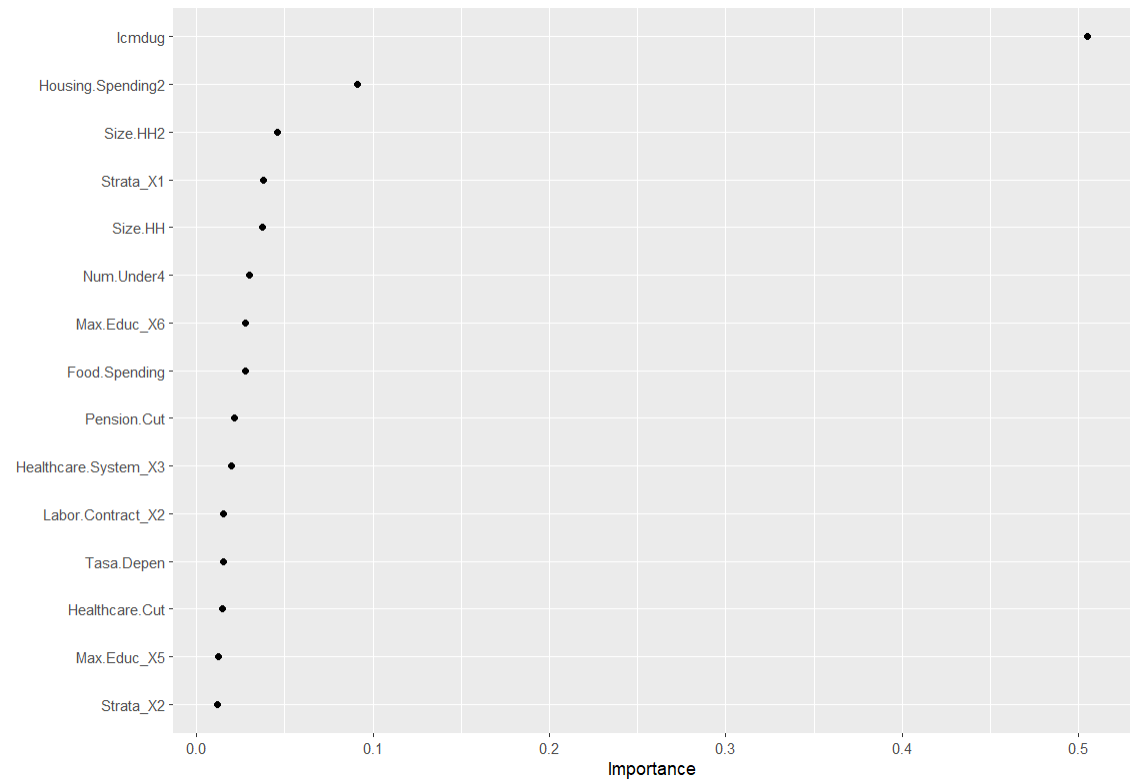 lcmdug
Housing.Spending2
Size.HH2
Strata_X1
Size.HH
Num.Under4
Max.Educ_X6
Food.Spending
Pension.Cut
Healthcare.System_X3
Labor.Contract_X2
Tasa.Depen
Healthcare.Cut
Max.Educ_X5
Strata_X2
0.0 0.1 0.2 0.3 0.4 0.5
Importance